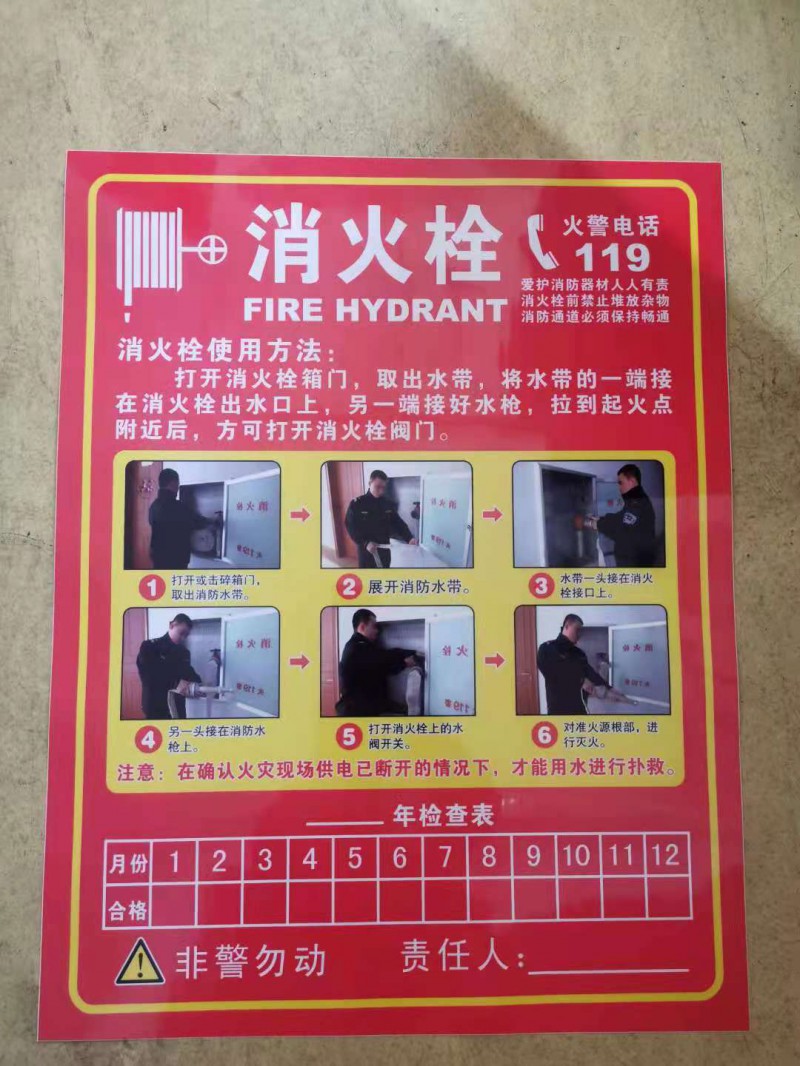 消火栓
FIRE HYDRANT
火警电话
119
爱护消防器材人人有责
消火栓前禁止堆放杂物
消防通道必须保持畅通
消火栓使用方法：
打开消火栓箱门，取出水带，将水带的一端接
在消火栓出水口上，另一端接好水枪，拉到起火点
附近后，方可打开消火栓阀门。
1 打开或击碎箱门，
取出消防水带。
2 展开消防水带。
3 水带一头接在消火
栓接口上。
4 另一头接在消防水
枪上。
5 打开消火栓上的水
阀开关。
6 对准火源根部，进
行灭火。
注意：在确认火灾现场供电已断开的情况下，才能用水进行扑救。
年检查表
月份 1 2 3 4 5 6 7 8 9 10 11 12
合格
非警勿动 责任人：